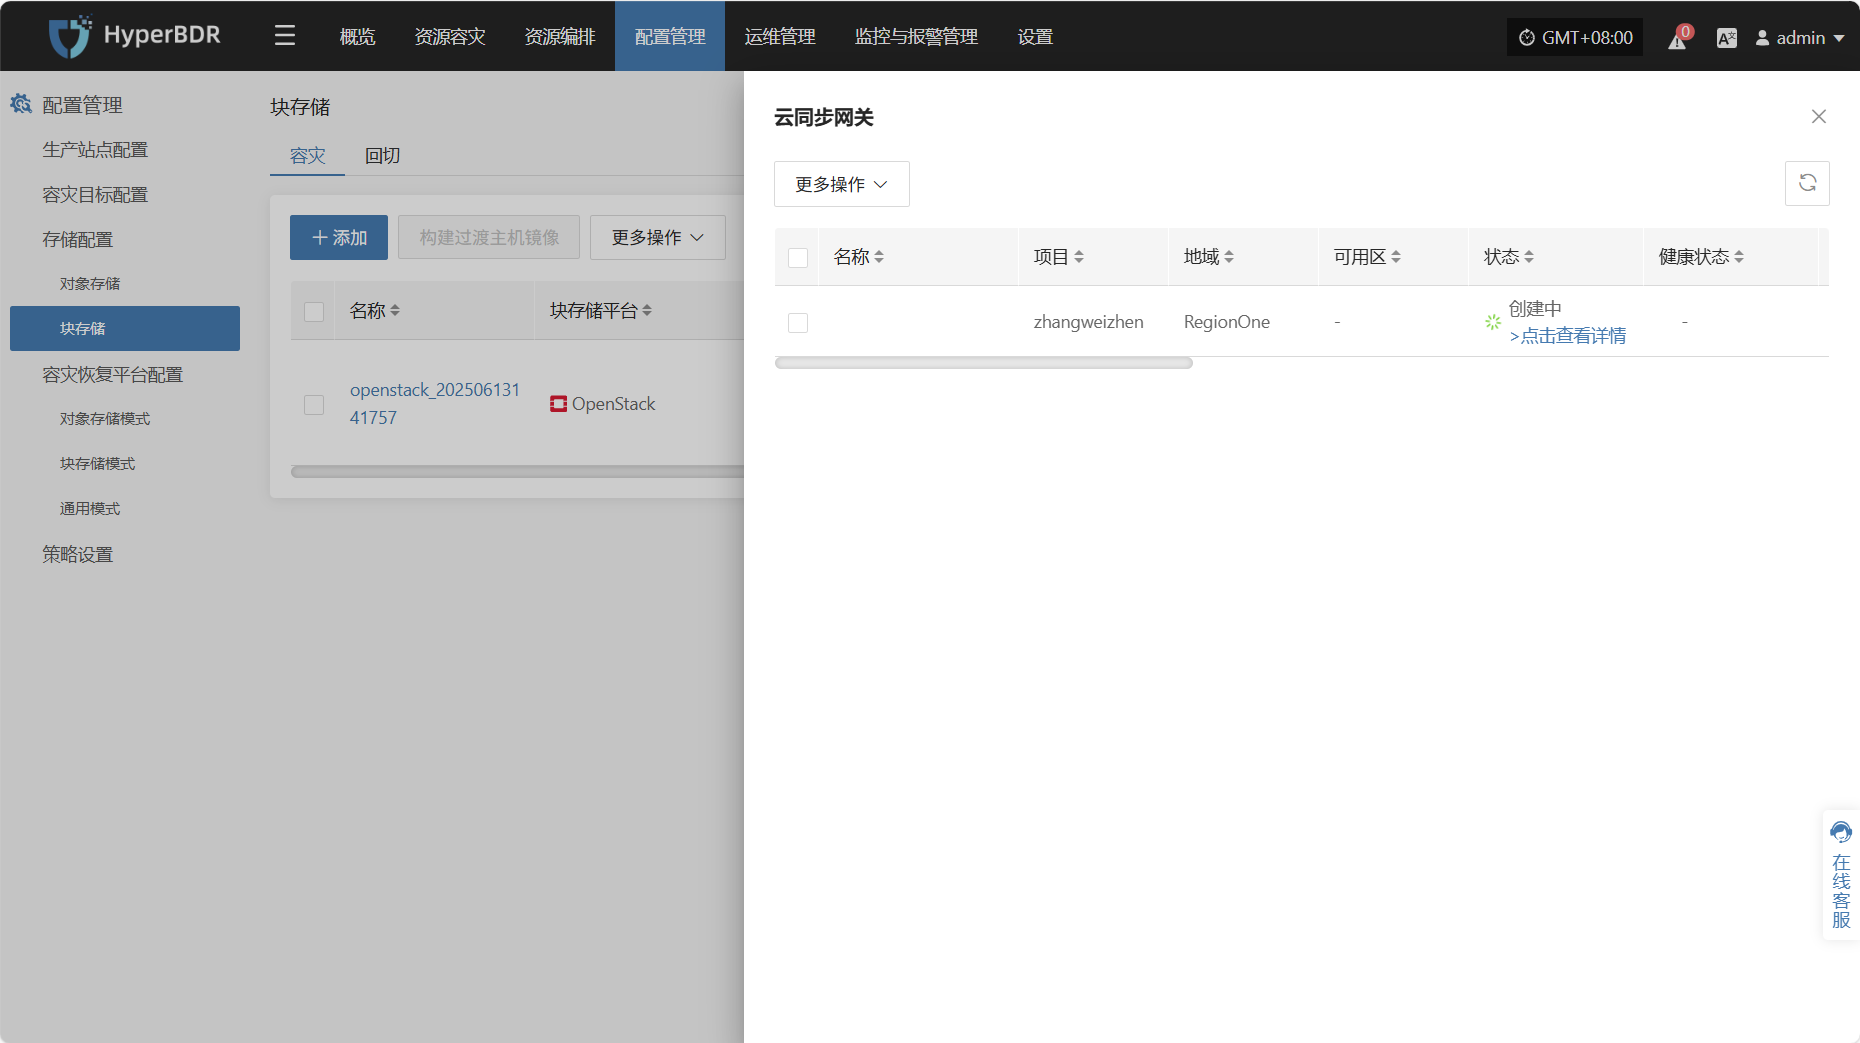 HyperBDR
概览
资源容灾
资源编排
配置管理
运维管理
监控与报警管理
设置
GMT+08:00
0
admin
配置管理
生产站点配置
容灾目标配置
存储配置
对象存储
块存储
容灾恢复平台配置
对象存储模式
块存储模式
通用模式
策略设置
块存储
容灾
回切
添加
构建过渡主机镜像
更多操作
名称
块存储平台
openstack_202506131
41757
OpenStack
云同步网关
更多操作
名称
项目
地域
可用区
状态
健康状态
zhangweizhen
RegionOne
-
创建中
>点击查看详情
-
在线客服